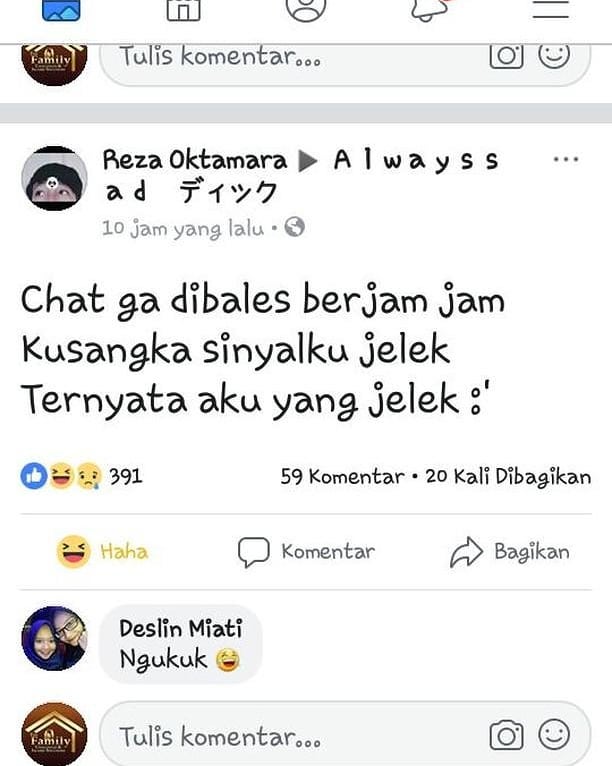 Family
Tulis komentar...
Reza Oktamara ▶ A l w a y s s
a d ディック
10 jam yang lalu •
Chat ga dibales berjam jam
Kusangka sinyalku jelek
Ternyata aku yang jelek :'
391
59 Komentar • 20 Kali Dibagikan
Haha
Komentar
Bagikan
Deslin Miati
Ngukuk 😂
Family
Tulis komentar...